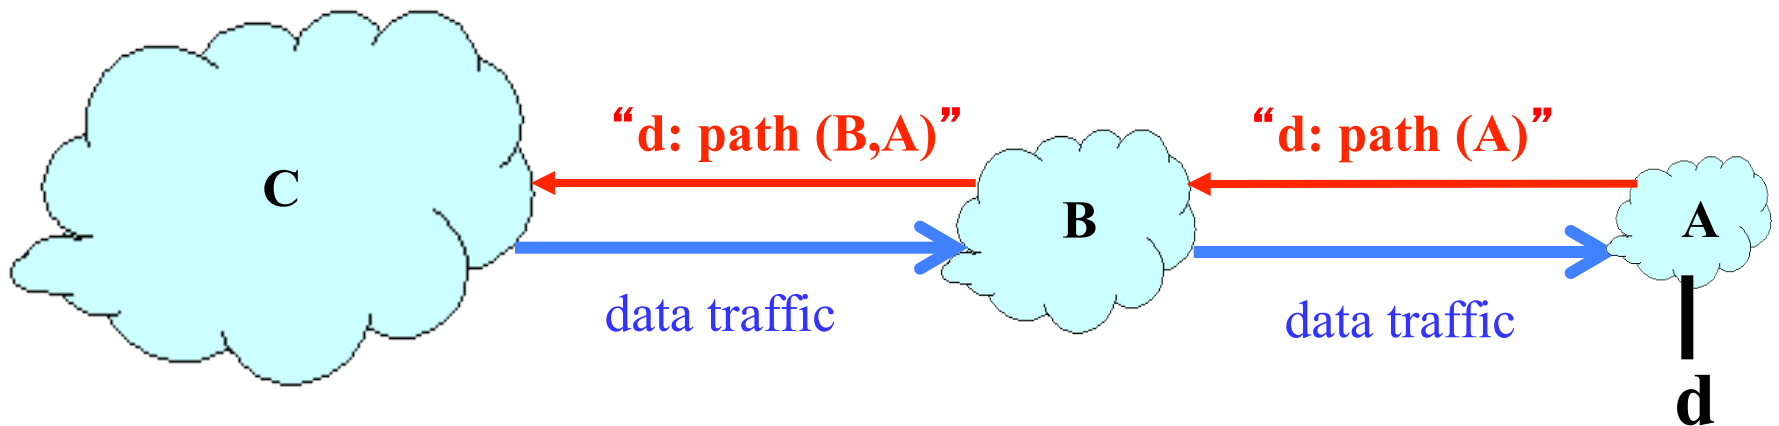 “d: path (B,A)”
“d: path (A)”
C
B
A
data traffic
data traffic
d